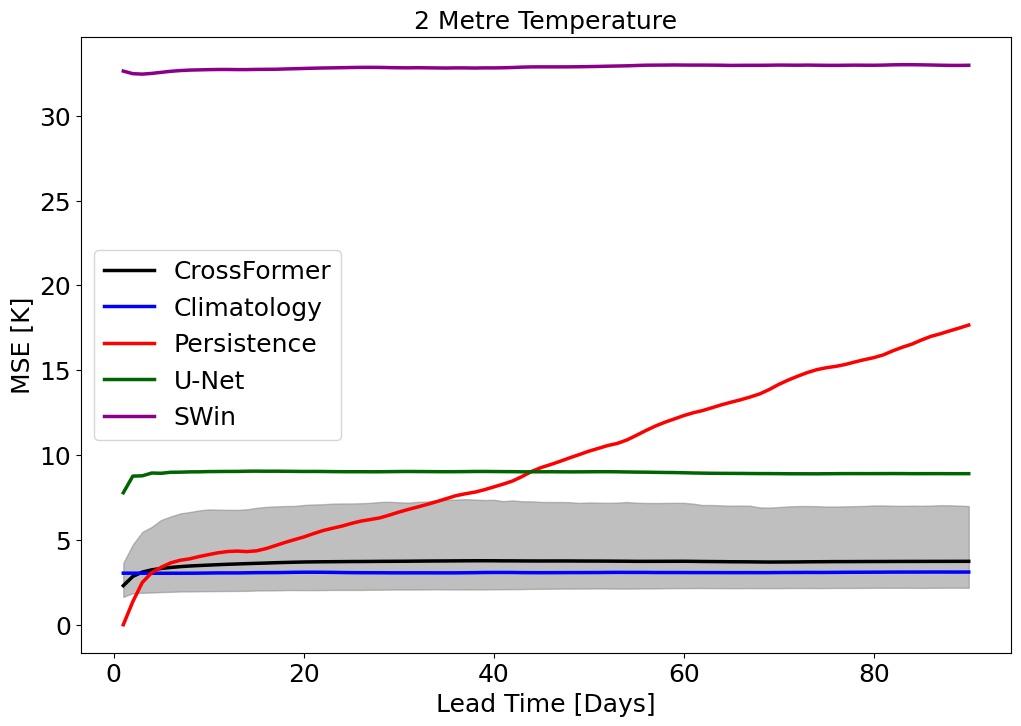 2 Metre Temperature
MSE [K]
30
25
20
15
10
5
0
CrossFormer
Climatology
Persistence
U-Net
SWin
0 20 40 60 80
Lead Time [Days]